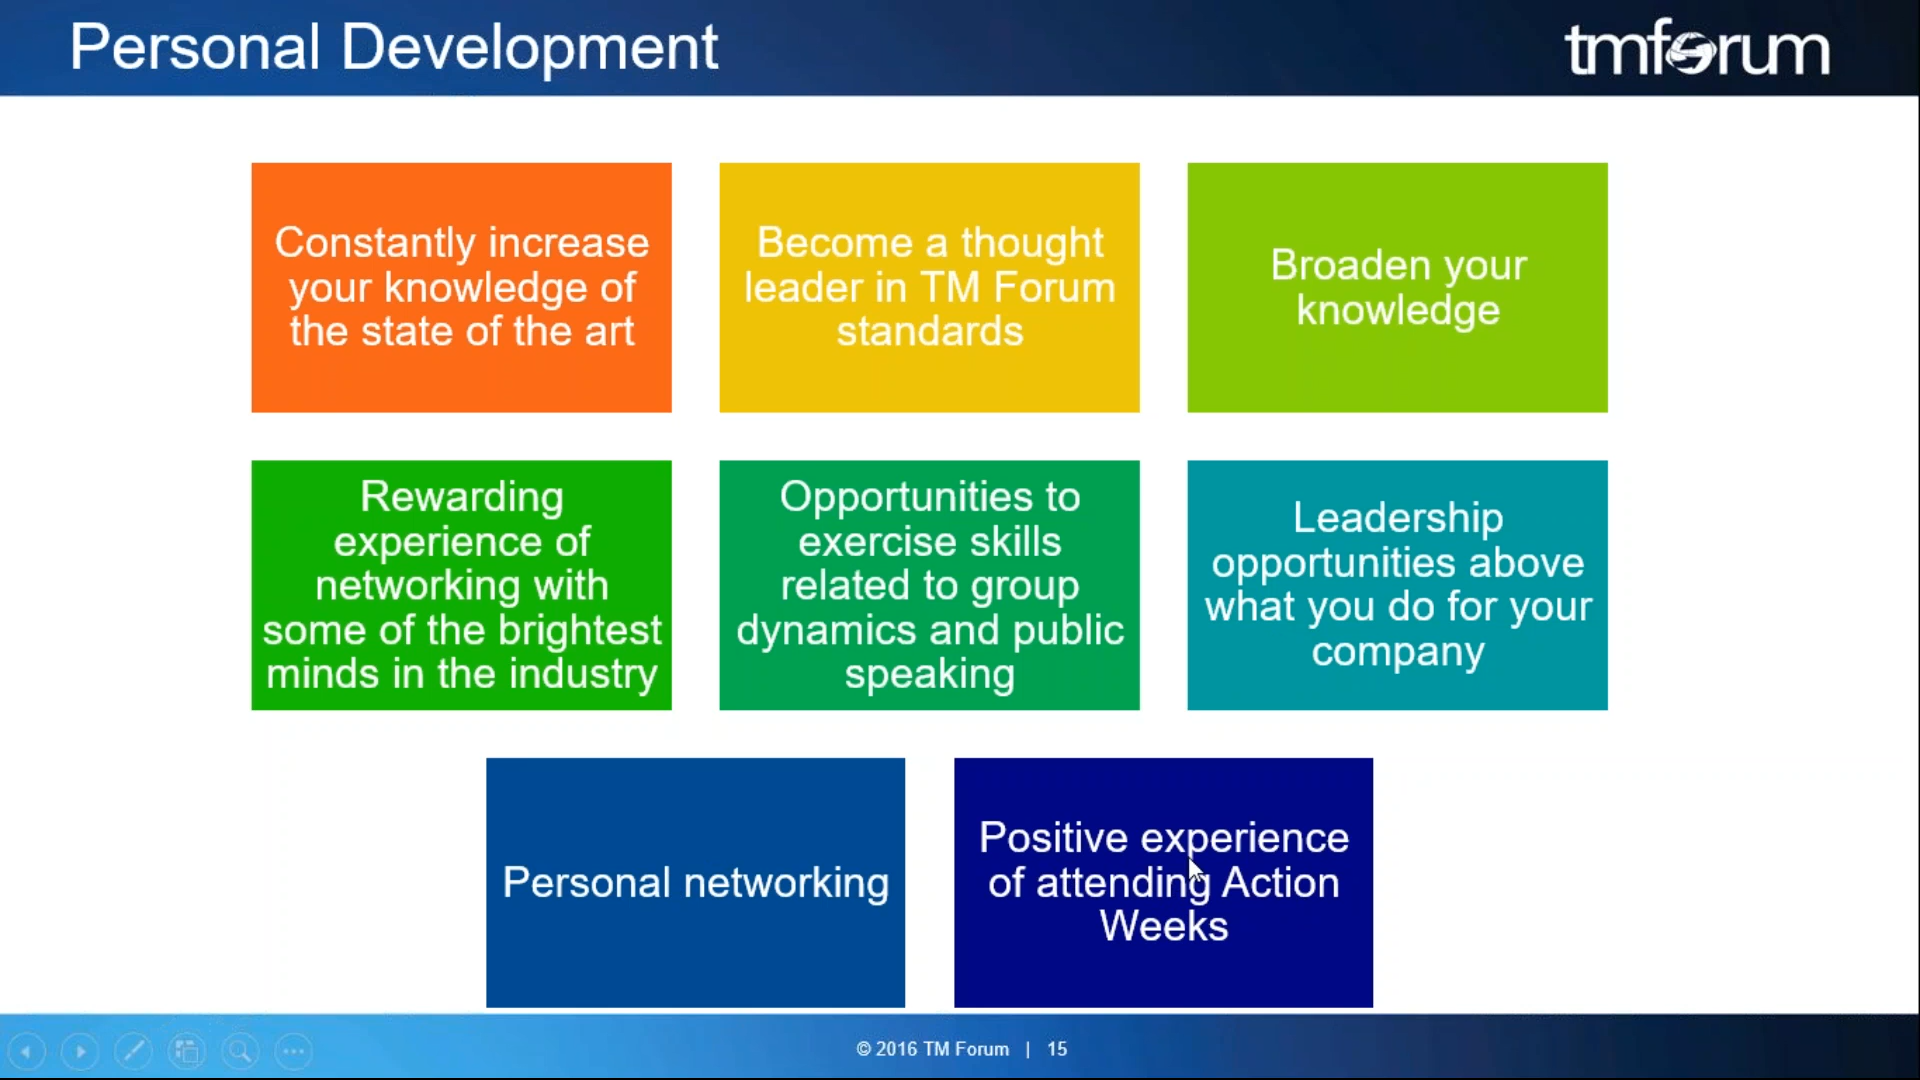 Personal Development
tmforum
Constantly increase
your knowledge of
the state of the art
Become a thought
leader in TM Forum
standards
Broaden your
knowledge
Rewarding
experience of
networking with
some of the brightest
minds in the industry
Opportunities to
exercise skills
related to group
dynamics and public
speaking
Leadership
opportunities above
what you do for your
company
Personal networking
Positive experience
of attending Action
Weeks
© 2016 TM Forum | 15